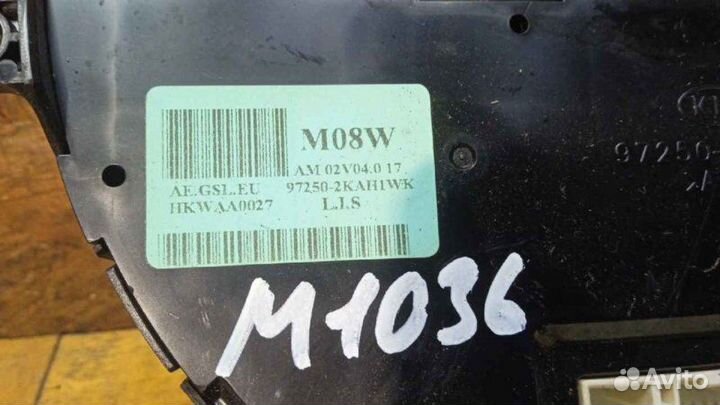 M08W
AM 02V04.0 17
AE.GSL.EU 97250-2KAH1WK
HKWAA0027 L.I.S
M1036
97250-
Avito